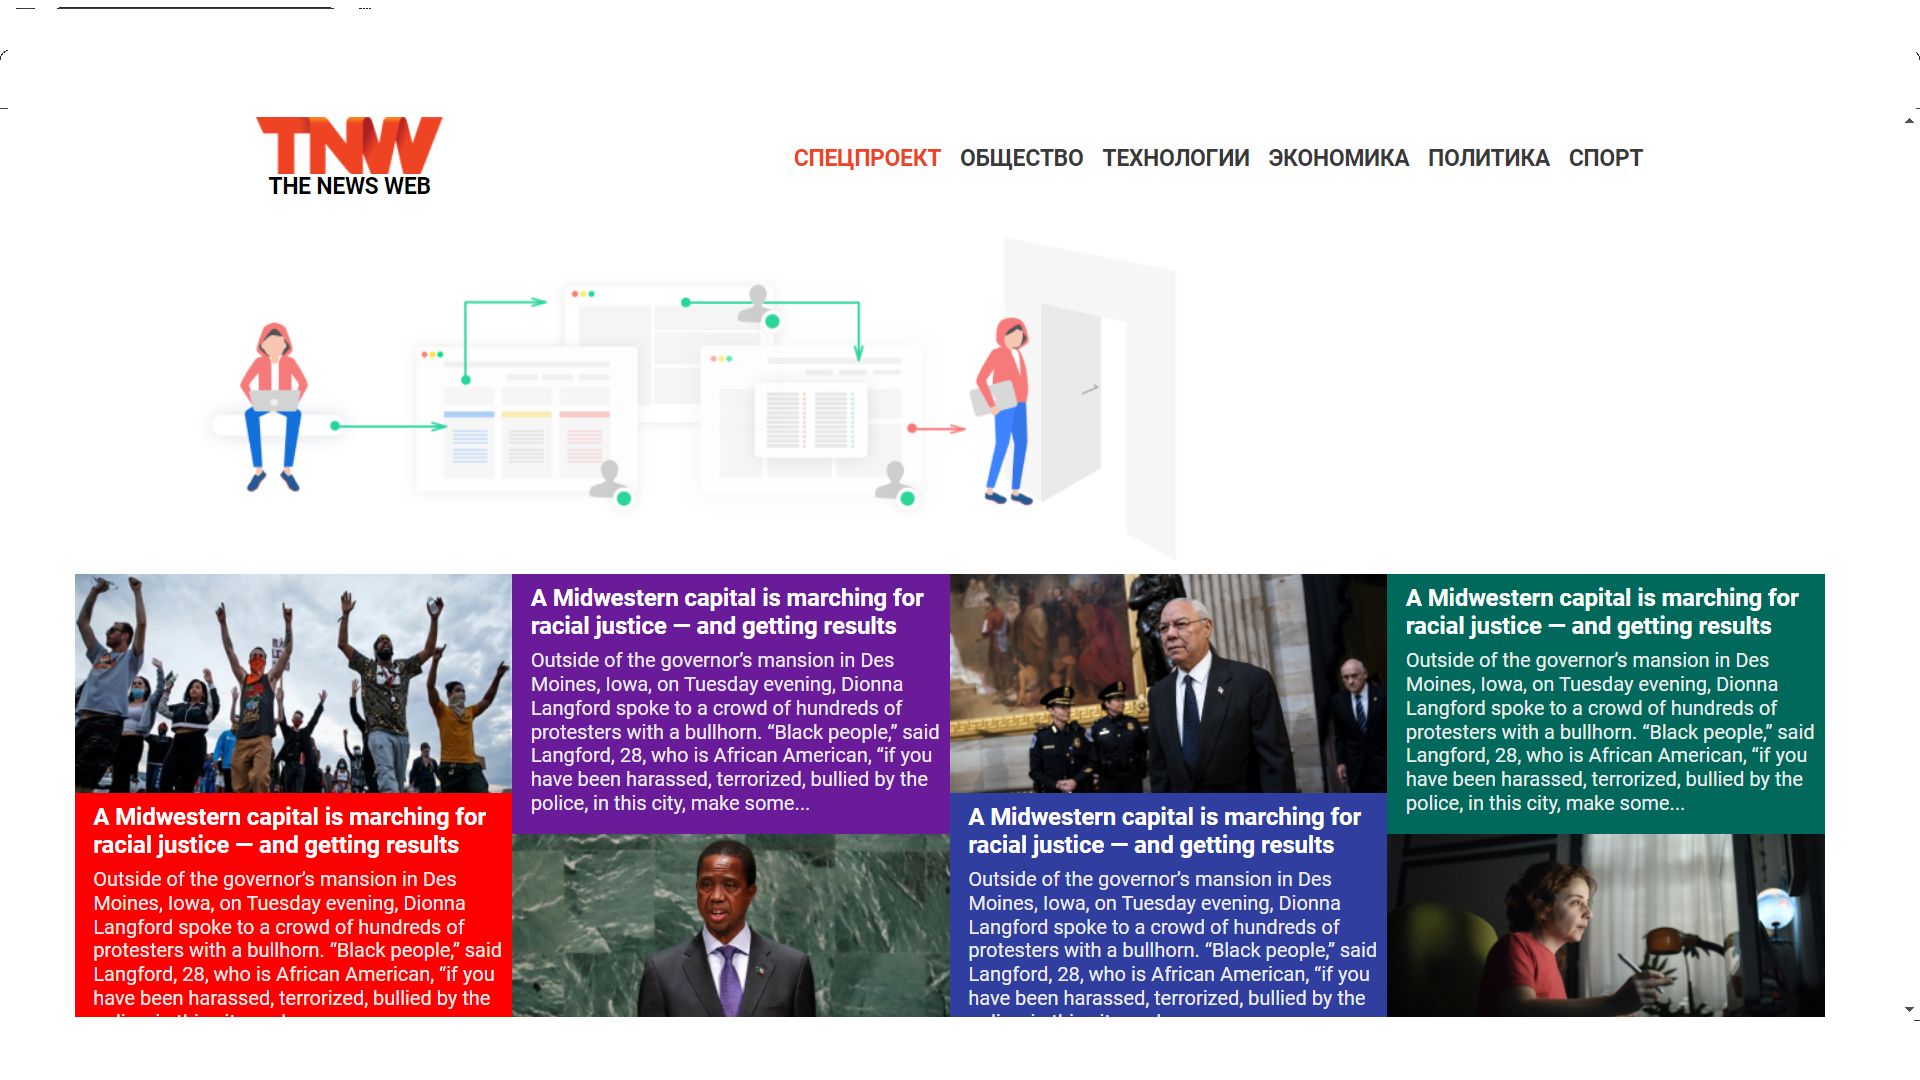 TNW
THE NEWS WEB
СПЕЦПРОЕКТ ОБЩЕСТВО ТЕХНОЛОГИИ ЭКОНОМИКА ПОЛИТИКА СПОРТ
A Midwestern capital is marching for
racial justice — and getting results
Outside of the governor’s mansion in Des
Moines, Iowa, on Tuesday evening, Dionna
Langford spoke to a crowd of hundreds of
protesters with a bullhorn. “Black people,” said
Langford, 28, who is African American, “if you
have been harassed, terrorized, bullied by the
A Midwestern capital is marching for
racial justice — and getting results
Outside of the governor’s mansion in Des
Moines, Iowa, on Tuesday evening, Dionna
Langford spoke to a crowd of hundreds of
protesters with a bullhorn. “Black people,” said
Langford, 28, who is African American, “if you
have been harassed, terrorized, bullied by the
police, in this city, make some...
A Midwestern capital is marching for
racial justice — and getting results
Outside of the governor’s mansion in Des
Moines, Iowa, on Tuesday evening, Dionna
Langford spoke to a crowd of hundreds of
protesters with a bullhorn. “Black people,” said
Langford, 28, who is African American, “if you
have been harassed, terrorized, bullied by the
A Midwestern capital is marching for
racial justice — and getting results
Outside of the governor’s mansion in Des
Moines, Iowa, on Tuesday evening, Dionna
Langford spoke to a crowd of hundreds of
protesters with a bullhorn. “Black people,” said
Langford, 28, who is African American, “if you
have been harassed, terrorized, bullied by the
police, in this city, make some...